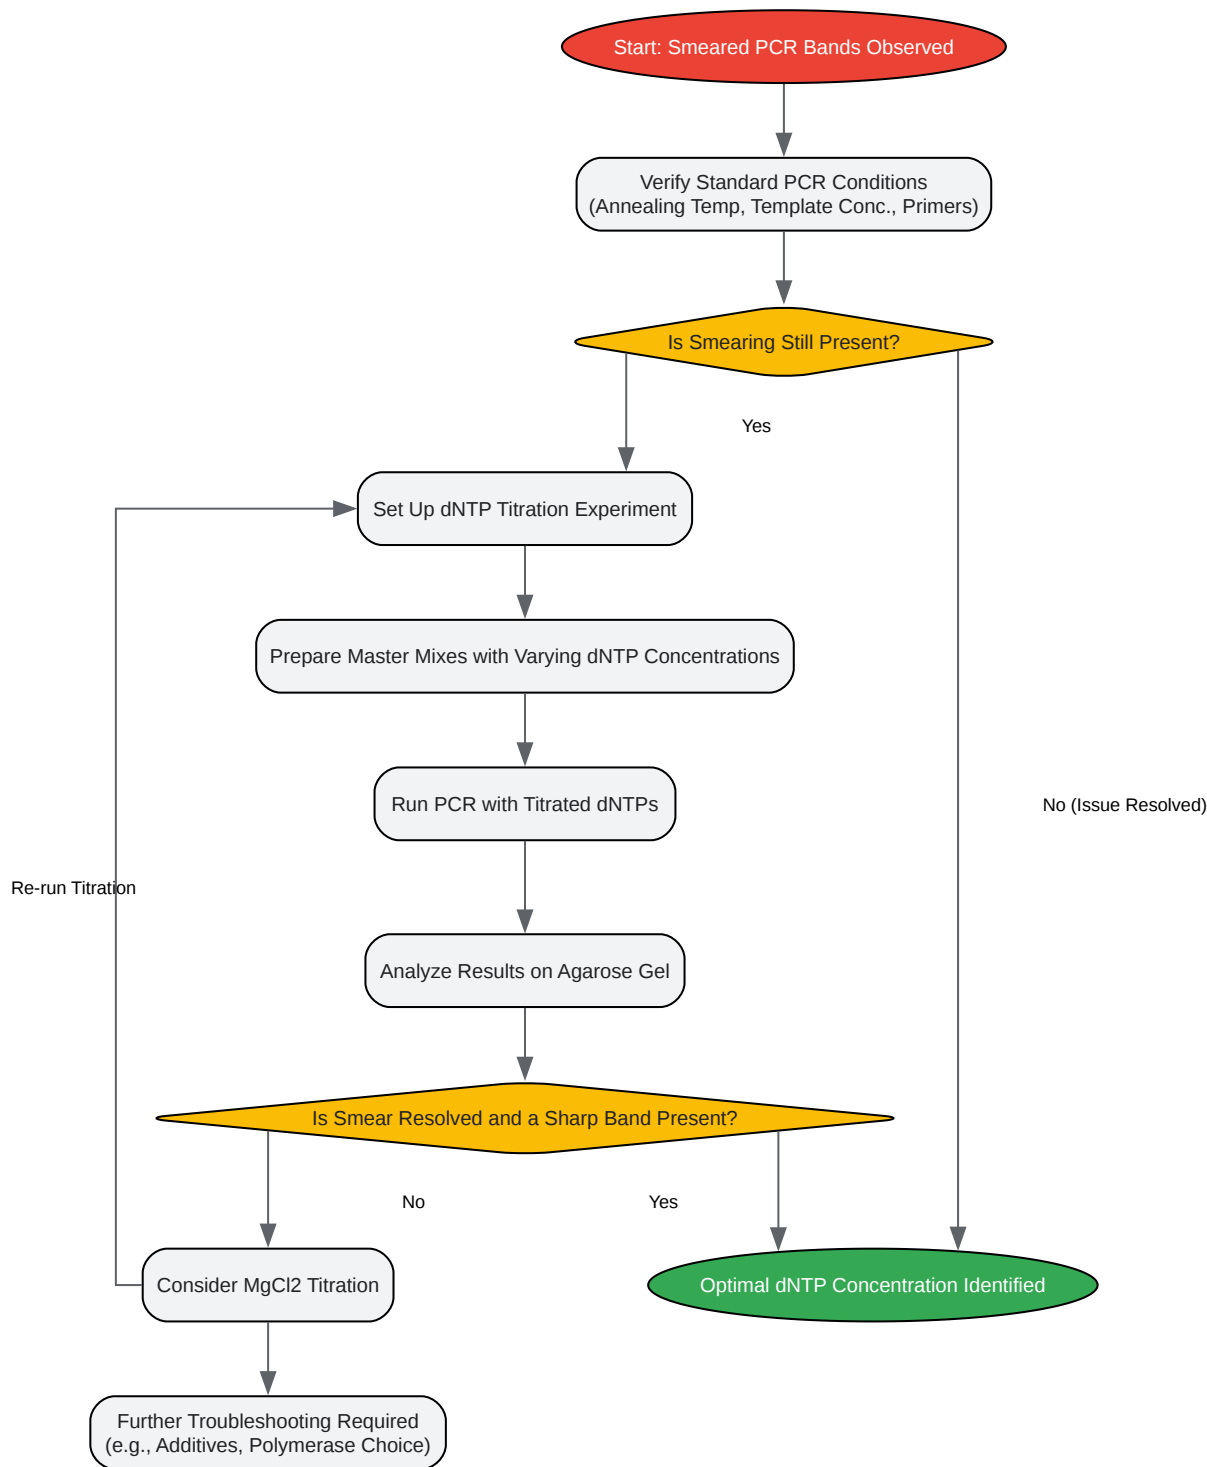 Start: Smeared PCR Bands Observed
Verify Standard PCR Conditions
(Annealing Temp, Template Conc., Primers)
Is Smearing Still Present?
Yes
Set Up dNTP Titration Experiment
Prepare Master Mixes with Varying dNTP Concentrations
Run PCR with Titrated dNTPs
No (Issue Resolved)
Re-run Titration
Analyze Results on Agarose Gel
Is Smear Resolved and a Sharp Band Present?
No
Yes
Consider MgCl2 Titration
Optimal dNTP Concentration Identified
Further Troubleshooting Required
(e.g., Additives, Polymerase Choice)